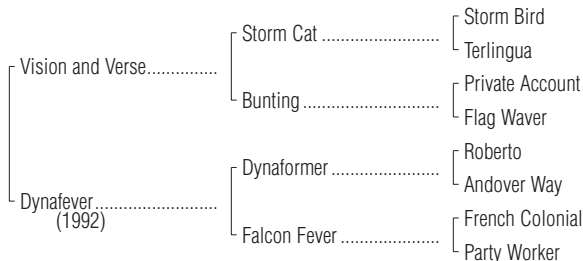 Storm Bird
Storm Cat ........................
Terlingua
Vision and Verse..............
Private Account
Bunting ............................
Flag Waver
Roberto
Dynaformer ......................
Andover Way
Dynafever.........................
(1992)
French Colonial
Falcon Fever ....................
Party Worker